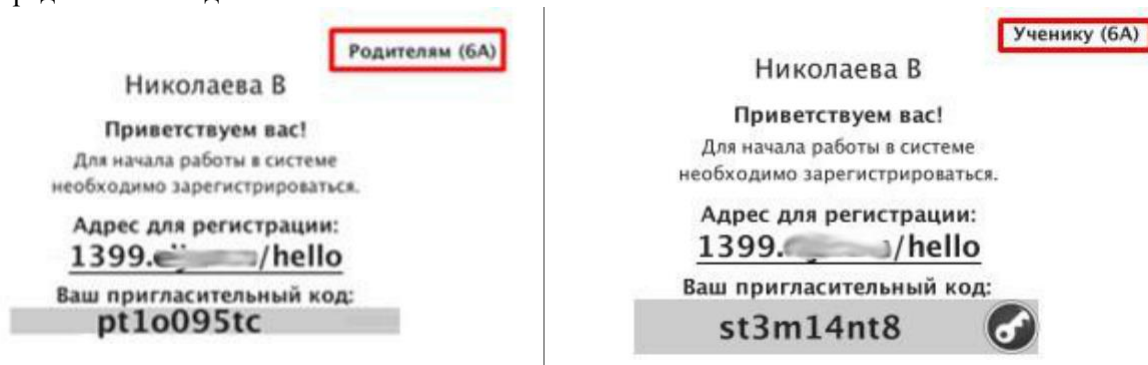 Родителям (6А)
Николаева В
Приветствуем вас!
Для начала работы в системе
необходимо зарегистрироваться.
Адрес для регистрации:
1399. /hello
Ваш пригласительный код:
pt1o095tc
Ученику (6А)
Николаева В
Приветствуем вас!
Для начала работы в системе
необходимо зарегистрироваться.
Адрес для регистрации:
1399. /hello
Ваш пригласительный код:
st3m14nt8